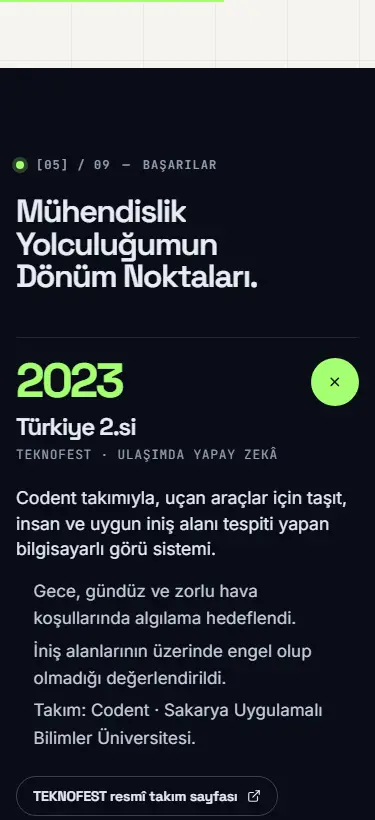 [05] / 09 — BAŞARILAR
Mühendislik
Yolculuğumun
Dönüm Noktaları.
2023
Türkiye 2.si
TEKNOFEST · ULAŞIMDA YAPAY ZEKÂ
Codent takımıyla, uçan araçlar için taşıt,
insan ve uygun iniş alanı tespiti yapan
bilgisayarlı görü sistemi.
Gece, gündüz ve zorlu hava
koşullarında algılama hedeflendi.
İniş alanlarının üzerinde engel olup
olmadığı değerlendirildi.
Takım: Codent · Sakarya Uygulamalı
Bilimler Üniversitesi.
TEKNOFEST resmî takım sayfası